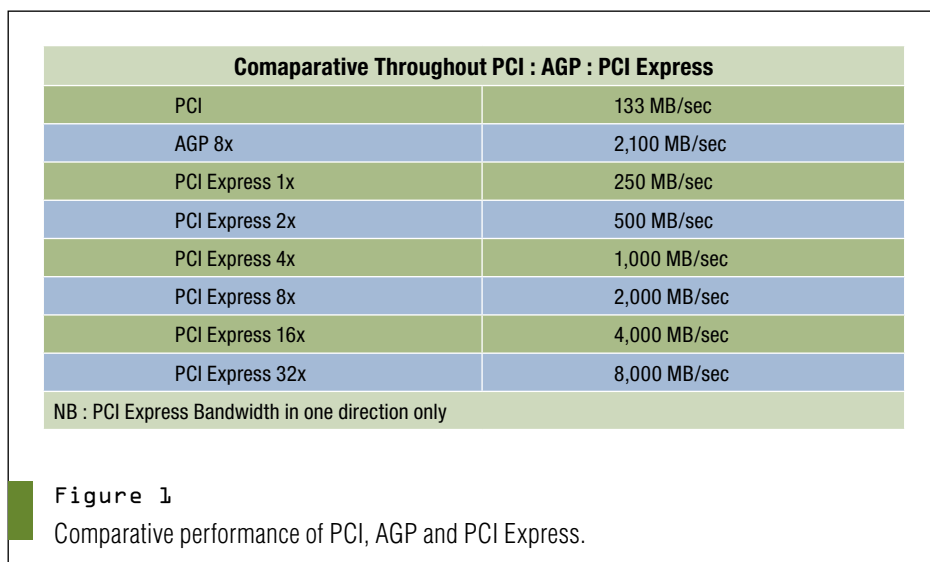 Comaparative Throughout PCI : AGP : PCI Express
PCI 133 MB/sec
AGP 8x 2,100 MB/sec
PCI Express 1x 250 MB/sec
PCI Express 2x 500 MB/sec
PCI Express 4x 1,000 MB/sec
PCI Express 8x 2,000 MB/sec
PCI Express 16x 4,000 MB/sec
PCI Express 32x 8,000 MB/sec
NB : PCI Express Bandwidth in one direction only
Figure 1
Comparative performance of PCI, AGP and PCI Express.